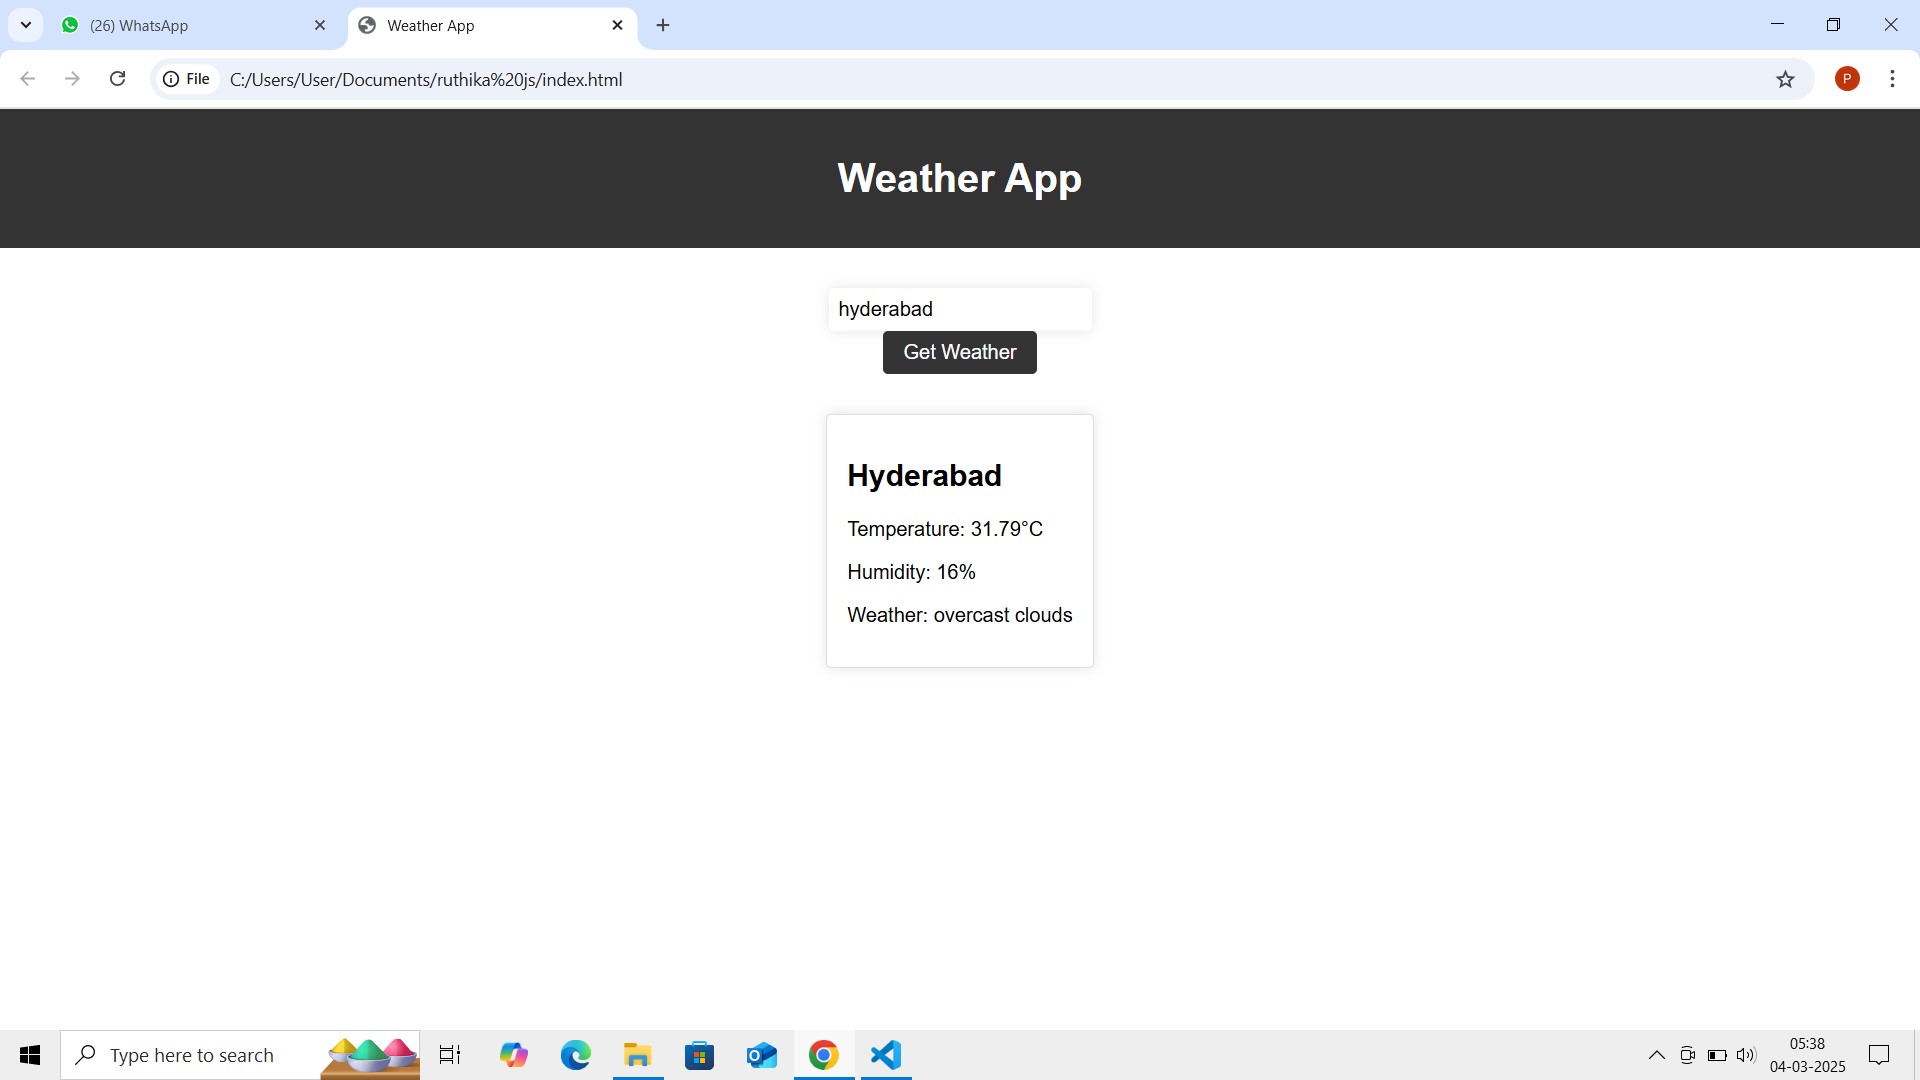 (26) WhatsApp
Weather App
File
C:/Users/User/Documents/ruthika%20js/index.html
P
Weather App
hyderabad
Get Weather
Hyderabad
Temperature: 31.79°C
Humidity: 16%
Weather: overcast clouds
Type here to search
05:38
04-03-2025